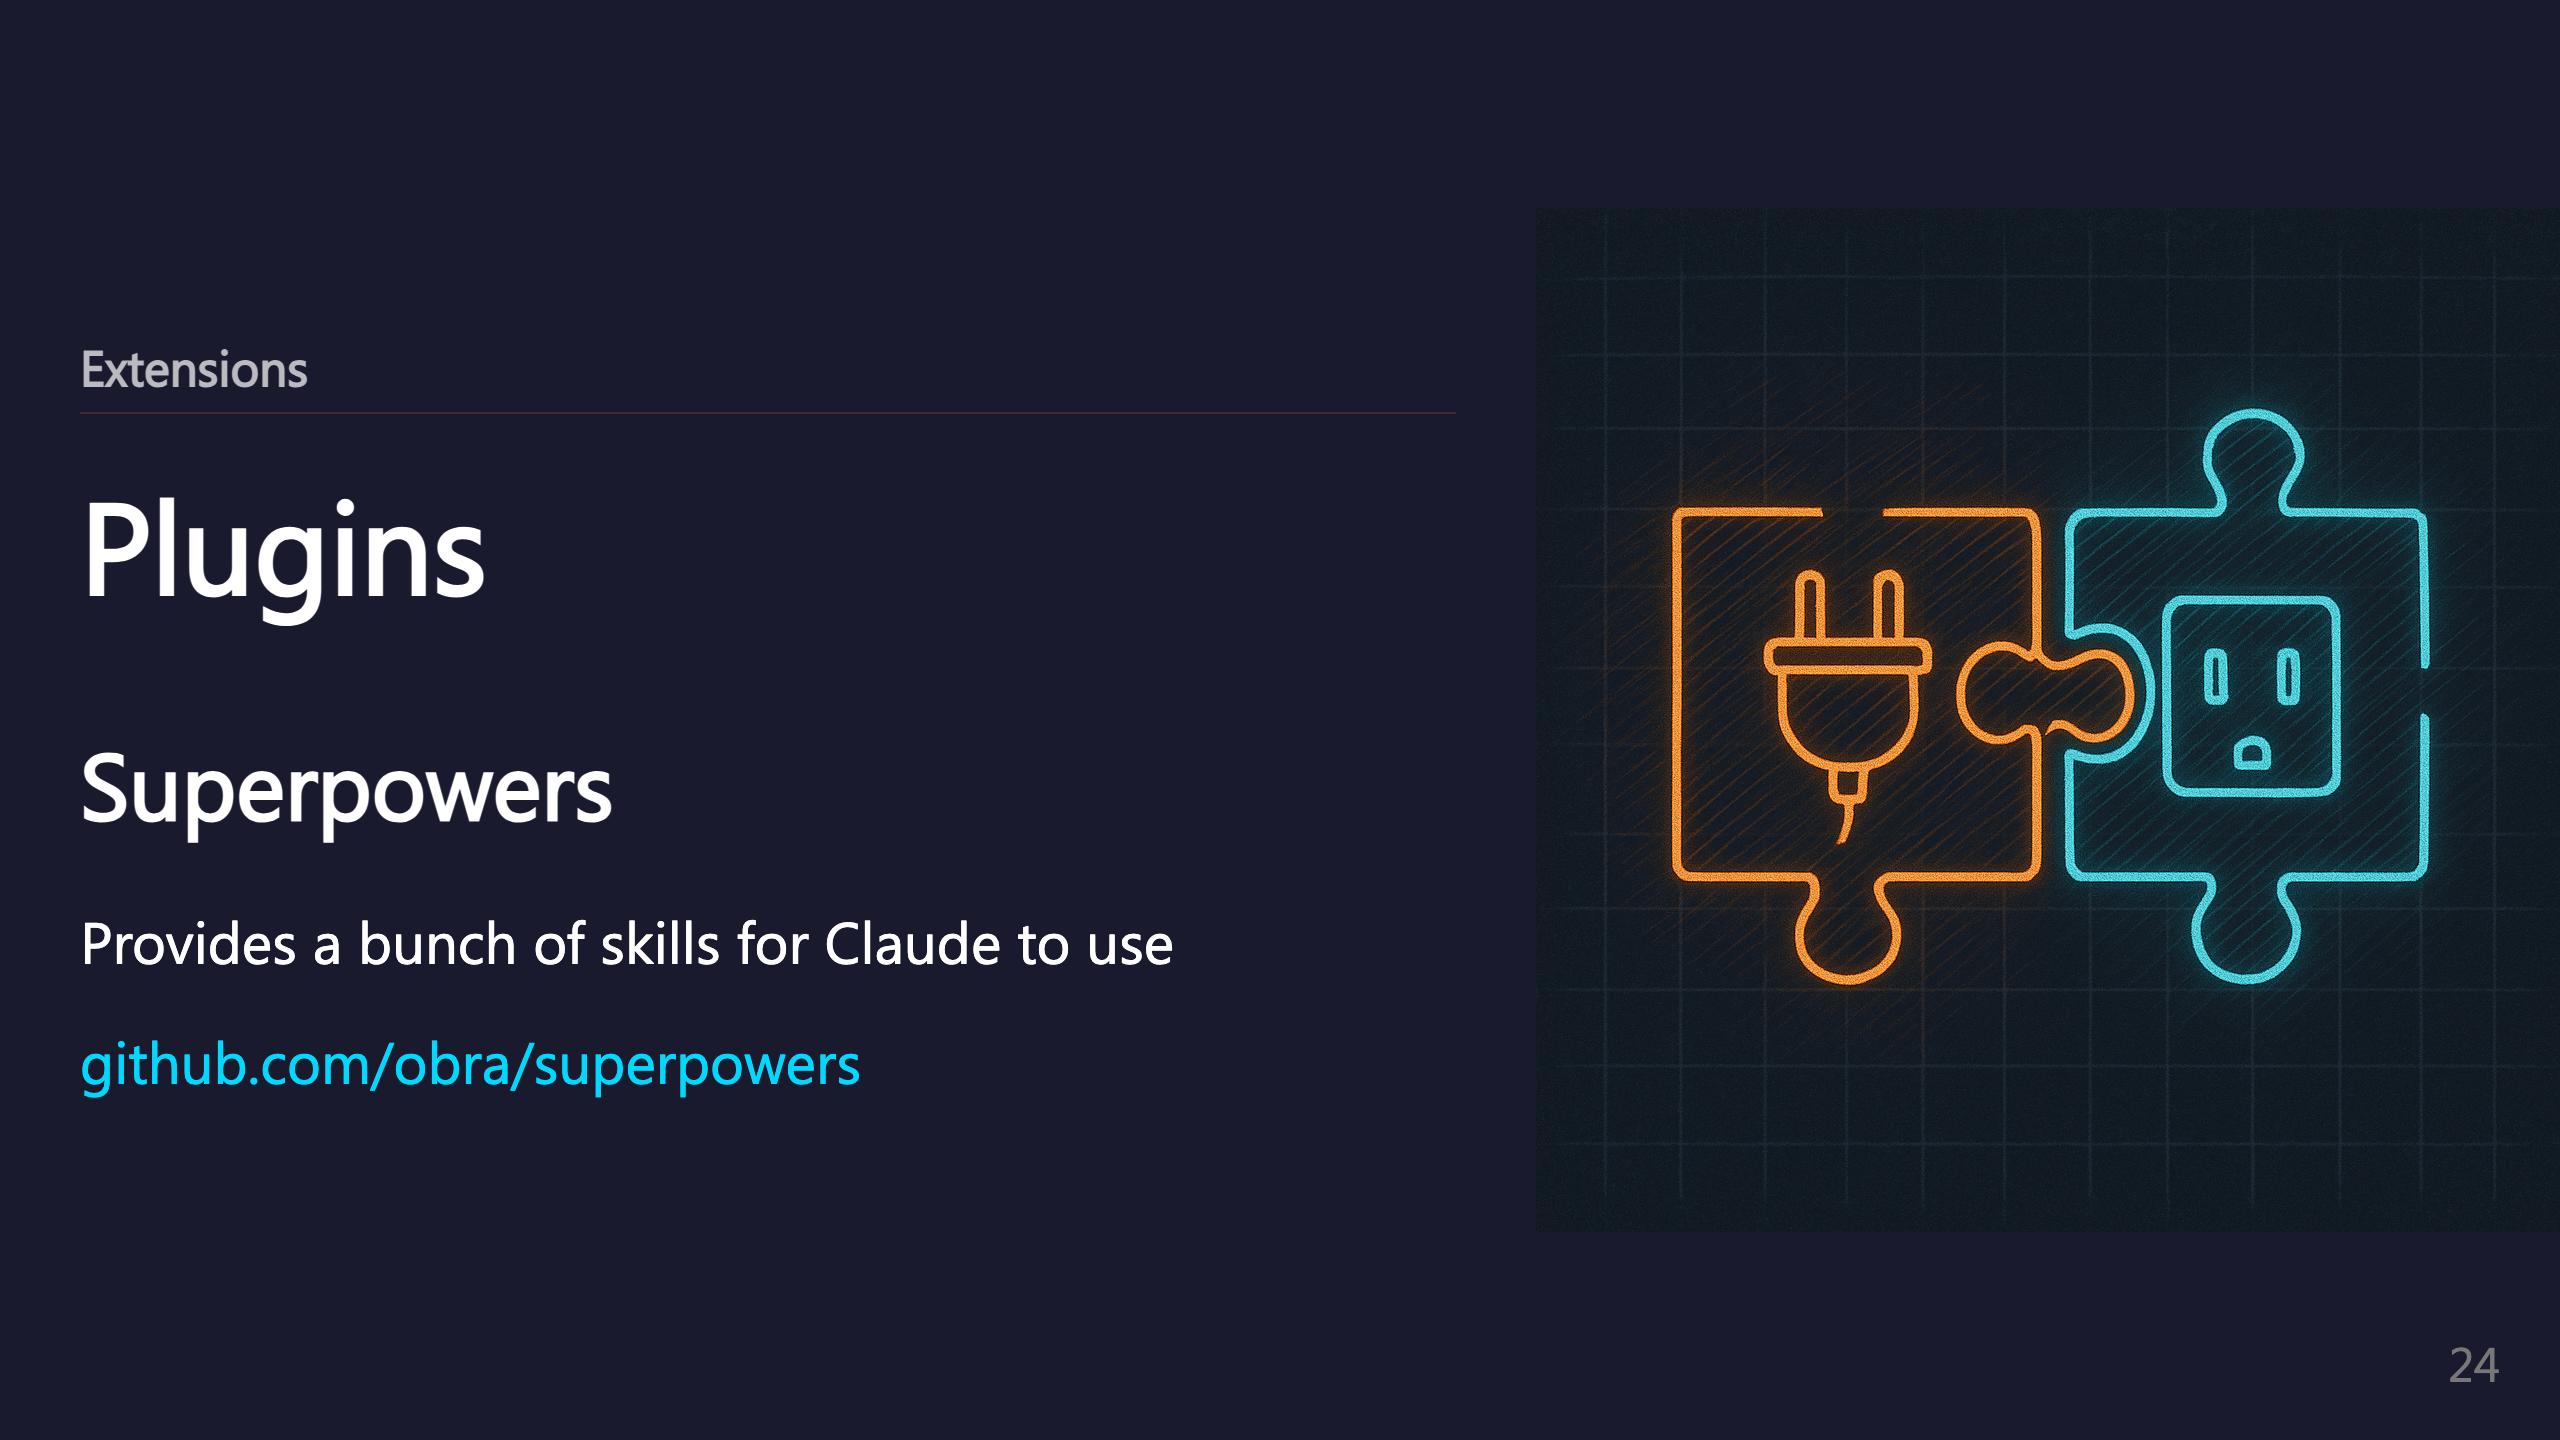 Extensions
Plugins
Superpowers
Provides a bunch of skills for Claude to use
github.com/obra/superpowers
24